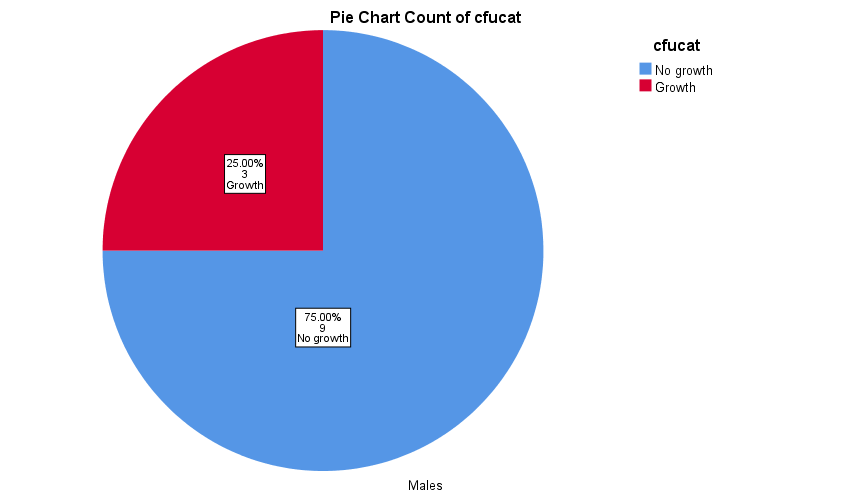 Pie Chart Count of cfucat
cfucat
No growth
Growth
25.00%
3
Growth
75.00%
9
No growth
Males